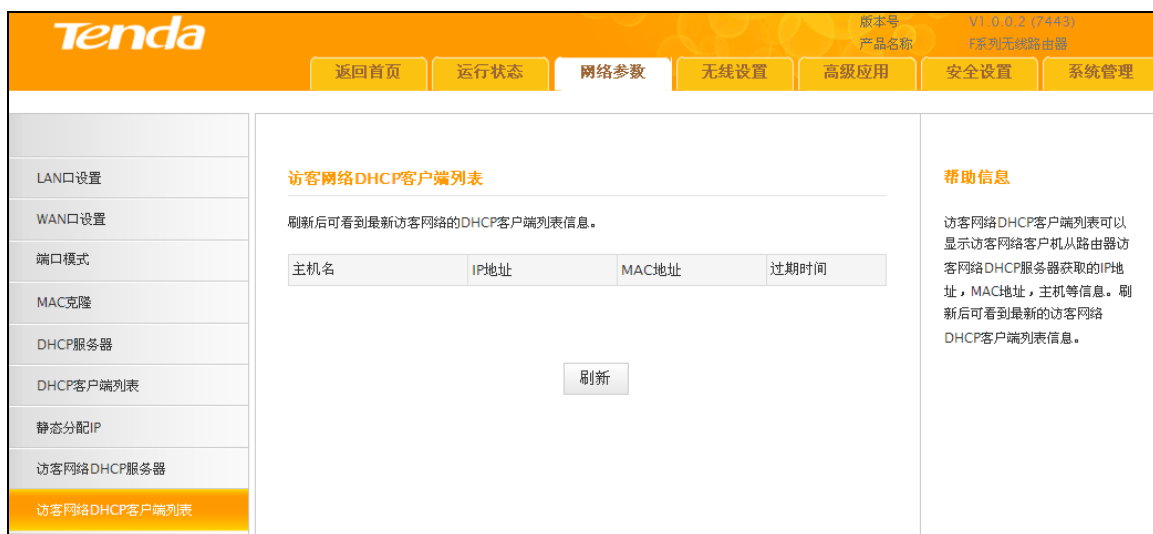 Tenda
版本号 V1.0.0.2 (7443)
产品名称 F系列无线路由器
返回首页 运行状态 网络参数 无线设置 高级应用 安全设置 系统管理
LAN口设置
WAN口设置
端口模式
MAC克隆
DHCP服务器
DHCP客户端列表
静态分配IP
访客网络DHCP服务器
访客网络DHCP客户端列表
访客网络DHCP客户端列表
刷新后可看到最新访客网络的DHCP客户端列表信息。
主机名 IP地址 MAC地址 过期时间
刷新
帮助信息
访客网络DHCP客户端列表可以
显示访客网络客户机从路由器访
客网络DHCP服务器获取的IP地
址，MAC地址，主机等信息。刷
新后可看到最新的访客网络
DHCP客户端列表信息。